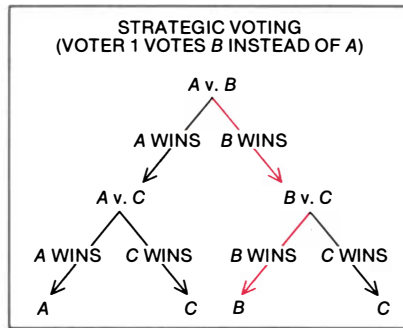 STRATEGIC VOTING
(VOTER 1 VOTES B INSTEAD OF A)
A v. B
A WINS B WINS
A v. C B v. C
A WINS C WINS B WINS C WINS
A C B C